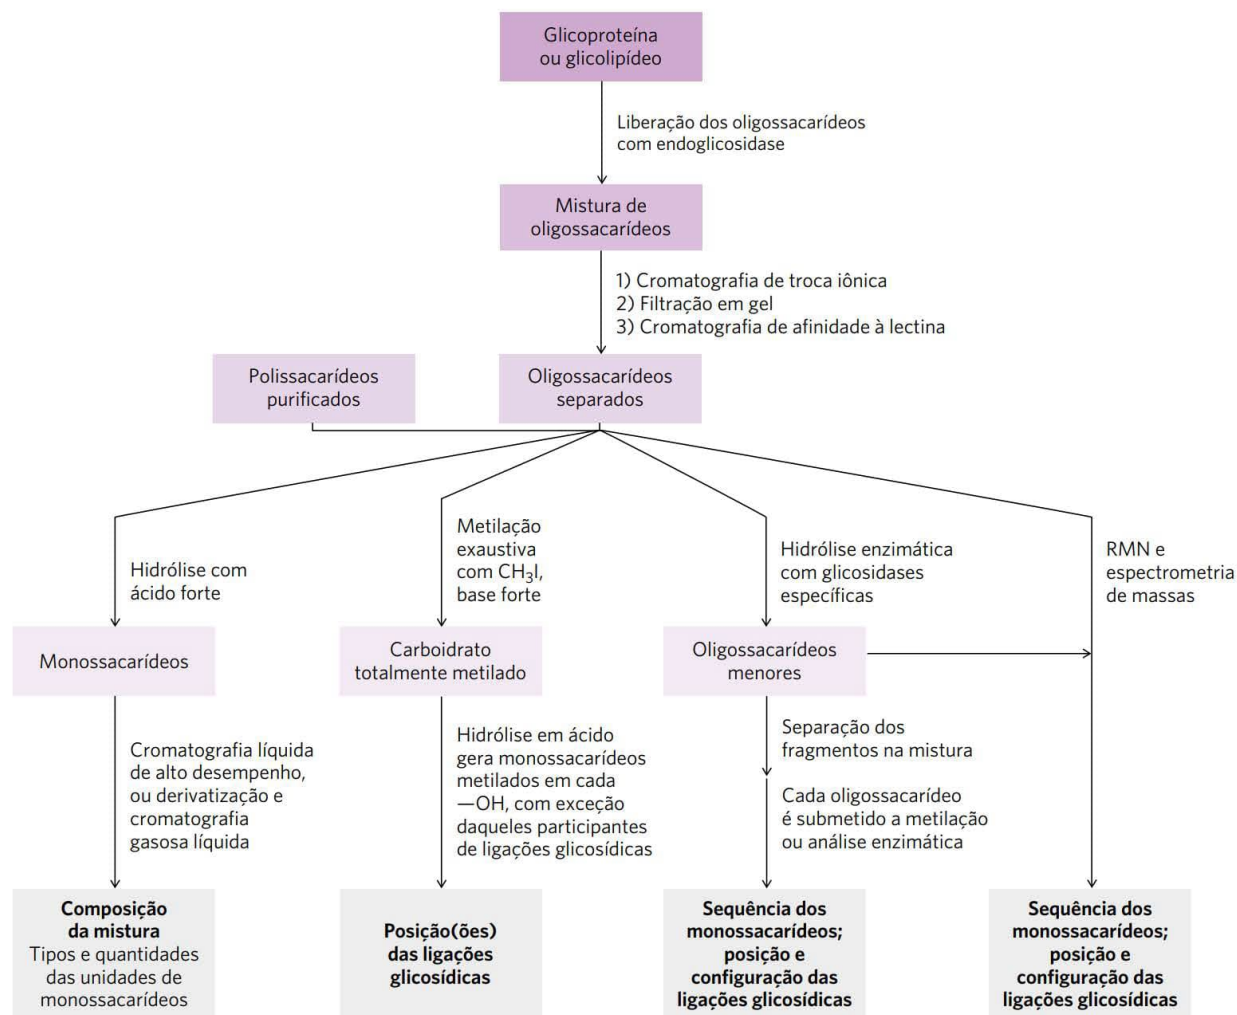 Glicoproteína
ou glicolipídeo
Liberação dos oligossacarídeos
com endoglicosidase
Mistura de
oligossacarídeos
1) Cromatografia de troca iônica
2) Filtração em gel
3) Cromatografia de afinidade à lectina
Polissacarídeos
purificados
Oligossacarídeos
separados
Hidrólise com
ácido forte
Metilação
exaustiva
com CH₃I,
base forte
Hidrólise enzimática
com glicosidases
específicas
RMN e
espectrometria
de massas
Monossacarídeos
Carboidrato
totalmente metilado
Oligossacarídeos
menores
Cromatografia líquida
de alto desempenho,
ou derivatização e
cromatografia
gasosa líquida
Hidrólise em ácido
gera monossacarídeos
metilados em cada
—OH, com exceção
daqueles participantes
de ligações glicosídicas
Separação dos
fragmentos na mistura
Cada oligossacarídeo
é submetido a metilação
ou análise enzimática
Composição
da mistura
Tipos e quantidades
das unidades de
monossacarídeos
Posição(ões)
das ligações
glicosídicas
Sequência dos
monossacarídeos;
posição e
configuração das
ligações glicosídicas
Sequência dos
monossacarídeos;
posição e
configuração das
ligações glicosídicas